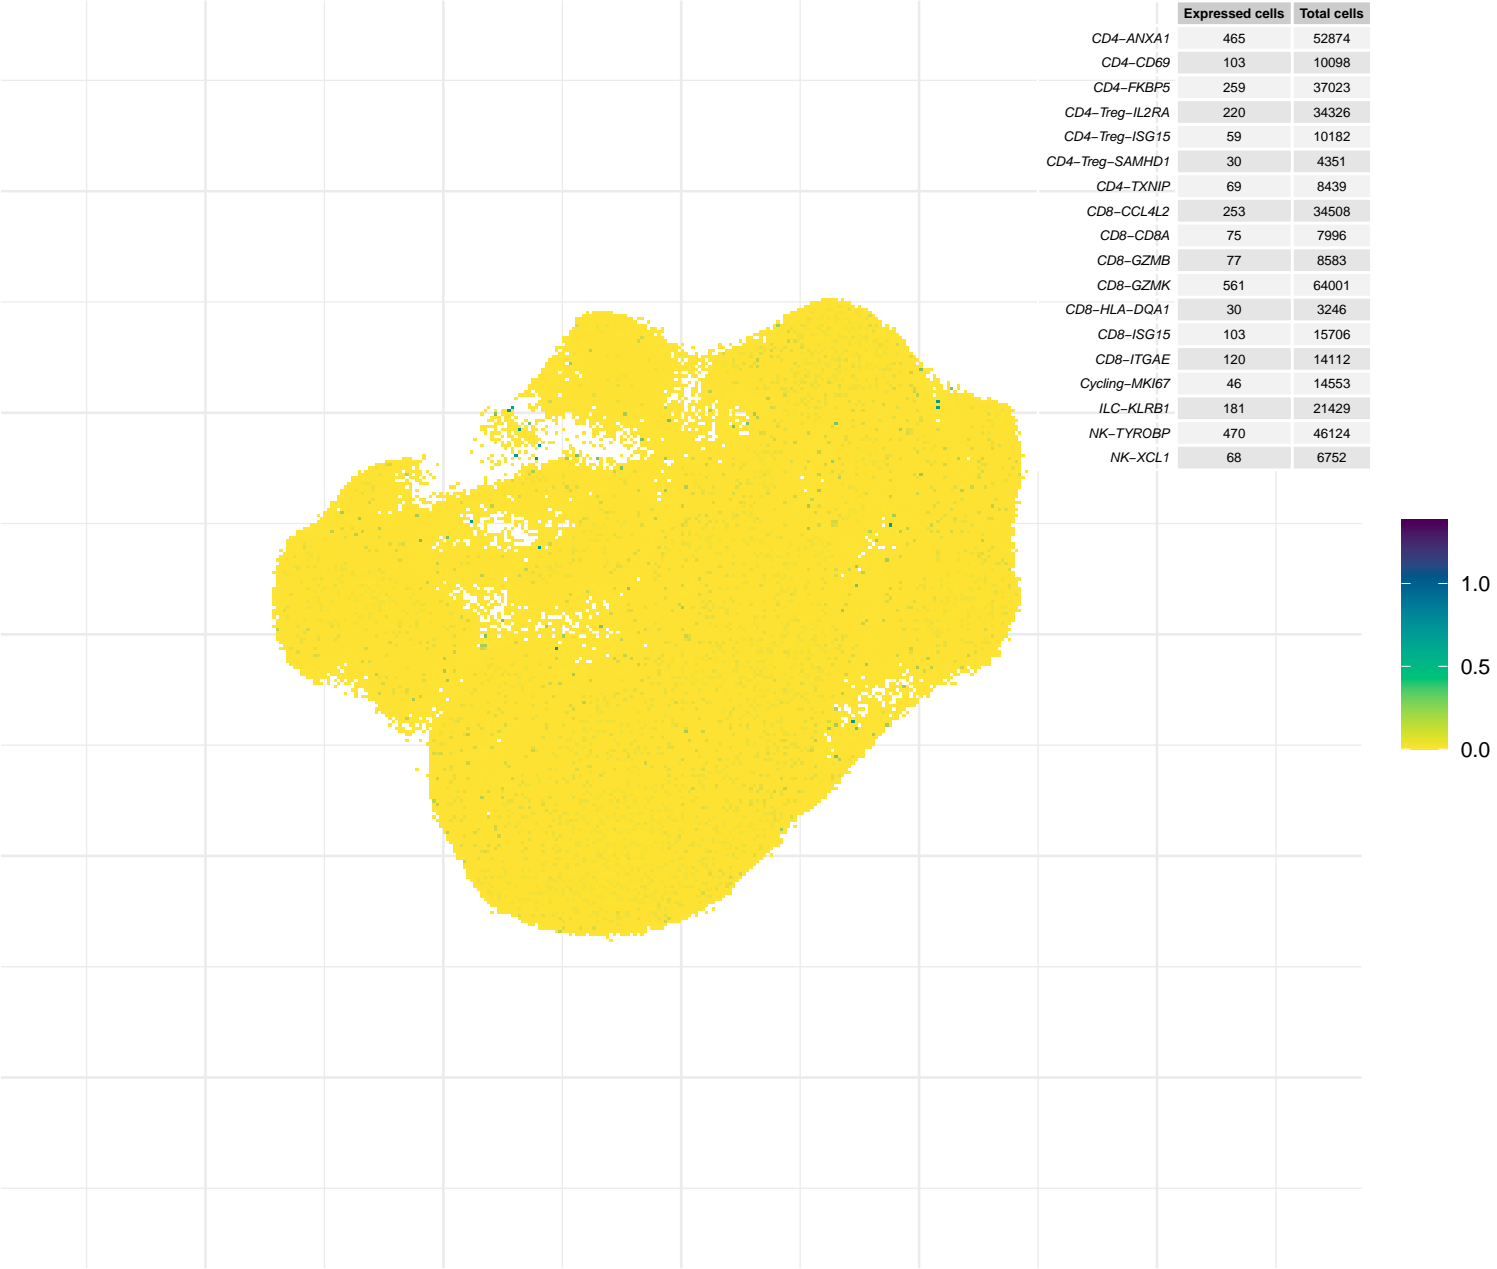 Expressed cells Total cells
CD4−ANXA1 465 52874
CD4−CD69 103 10098
CD4−FKBP5 259 37023
CD4−Treg−IL2RA 220 34326
CD4−Treg−ISG15 59 10182
CD4−Treg−SAMHD1 30 4351
CD4−TXNIP 69 8439
CD8−CCL4L2 253 34508
CD8−CD8A 75 7996
CD8−GZMB 77 8583
CD8−GZMK 561 64001
CD8−HLA−DQA1 30 3246
CD8−ISG15 103 15706
CD8−ITGAE 120 14112
Cycling−MKI67 46 14553
ILC−KLRB1 181 21429
NK−TYROBP 470 46124
NK−XCL1 68 6752
1.0
0.5
0.0